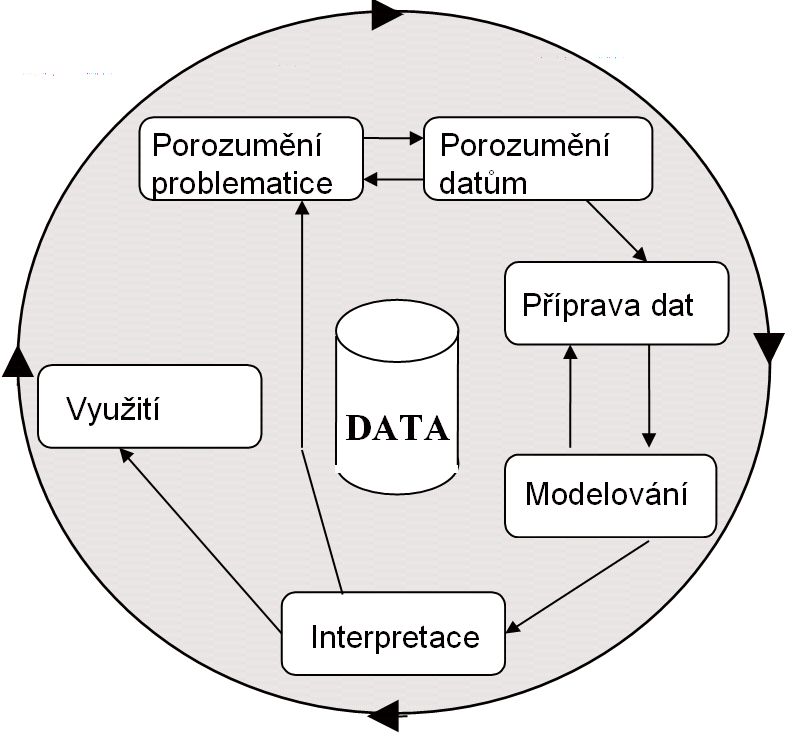 Porozumění
problematice
Porozumění
datům
Příprava dat
Využití
DATA
Modelování
Interpretace